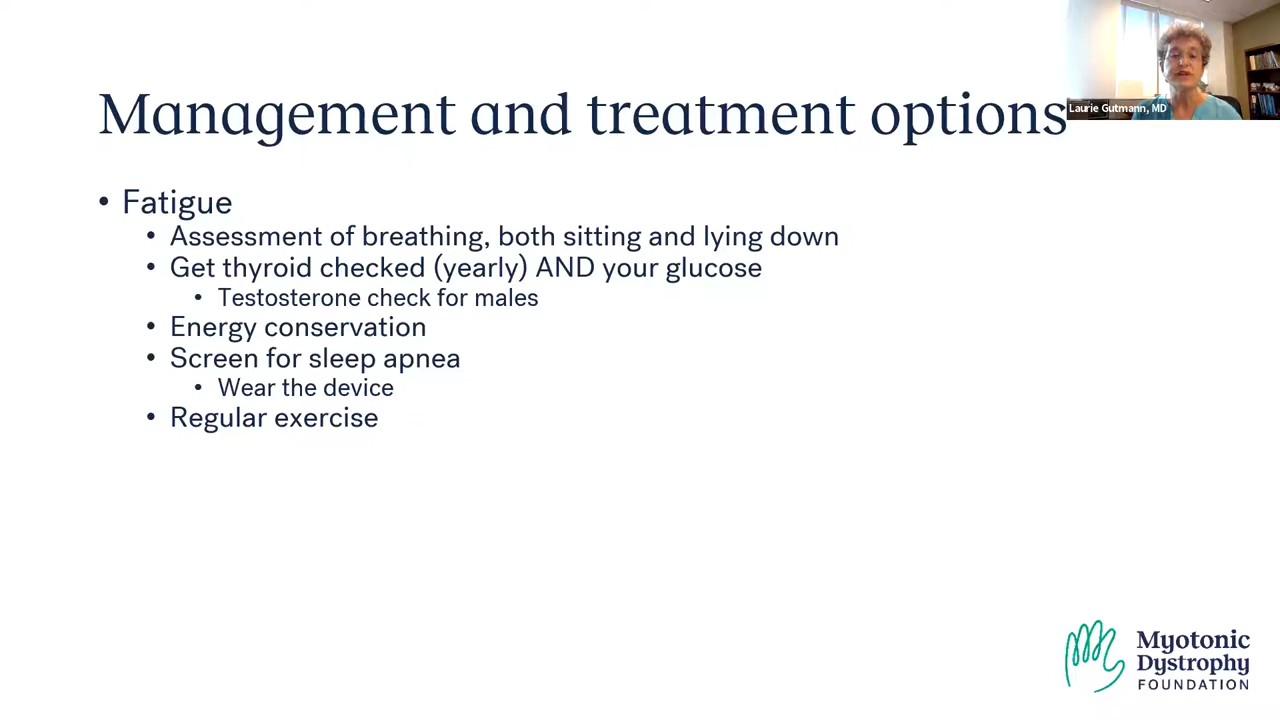 Laurie Gutmann, MD
Management and treatment options
• Fatigue
• Assessment of breathing, both sitting and lying down
• Get thyroid checked (yearly) AND your glucose
• Testosterone check for males
• Energy conservation
• Screen for sleep apnea
• Wear the device
• Regular exercise
Myotonic
Dystrophy
FOUNDATION